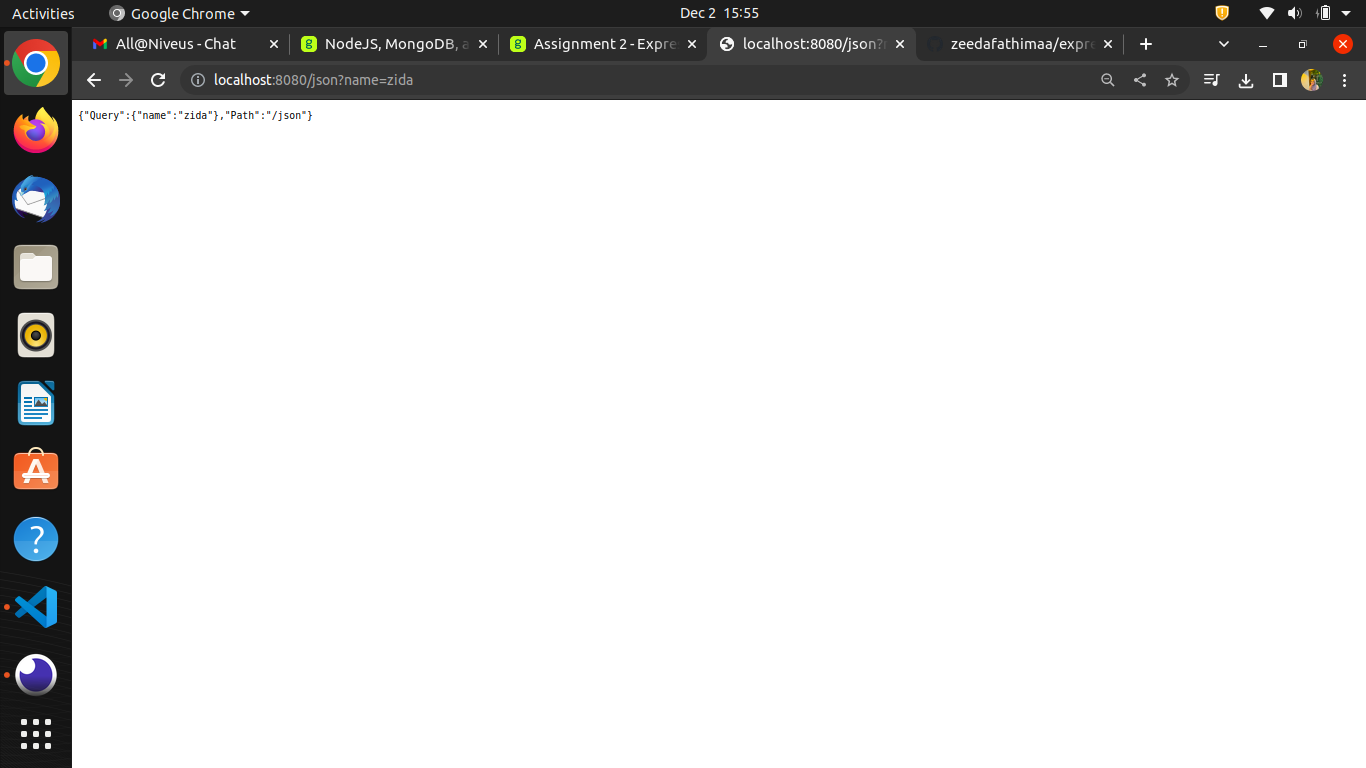 Activities
Google Chrome
Dec 2 15:55
All@Niveus - Chat
NodeJS, MongoDB, a
Assignment 2 - Expre
localhost:8080/json?n
zeedafathimaa/expre
localhost:8080/json?name=zida
{"Query":{"name":"zida"},"Path":"/json"}